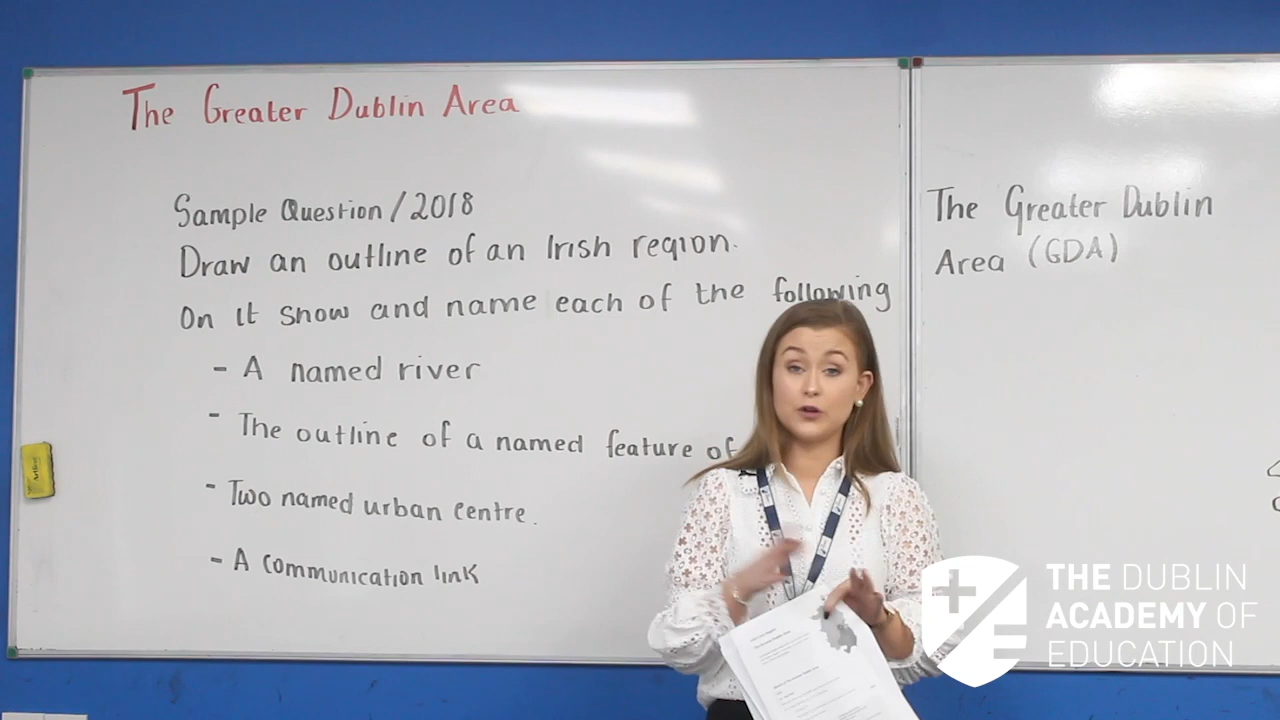 The Greater Dublin Area
Sample Question/2018
Draw an outline of an Irish region.
On it show and name each of the following
- A named river
- The outline of a named feature of
- Two named urban centre.
- A communication link
The Greater Dublin
Area (GDA)
THE DUBLIN
ACADEMY OF
EDUCATION